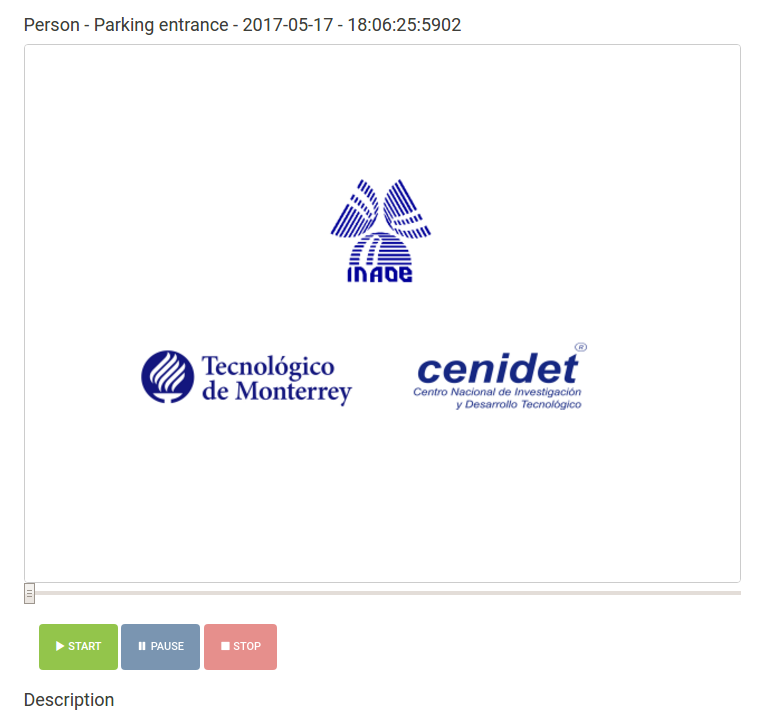 Person - Parking entrance - 2017-05-17 - 18:06:25:5902
INAOE
Tecnológico
de Monterrey
cenidet®
Centro Nacional de Investigación
y Desarrollo Tecnológico
START
PAUSE
STOP
Description